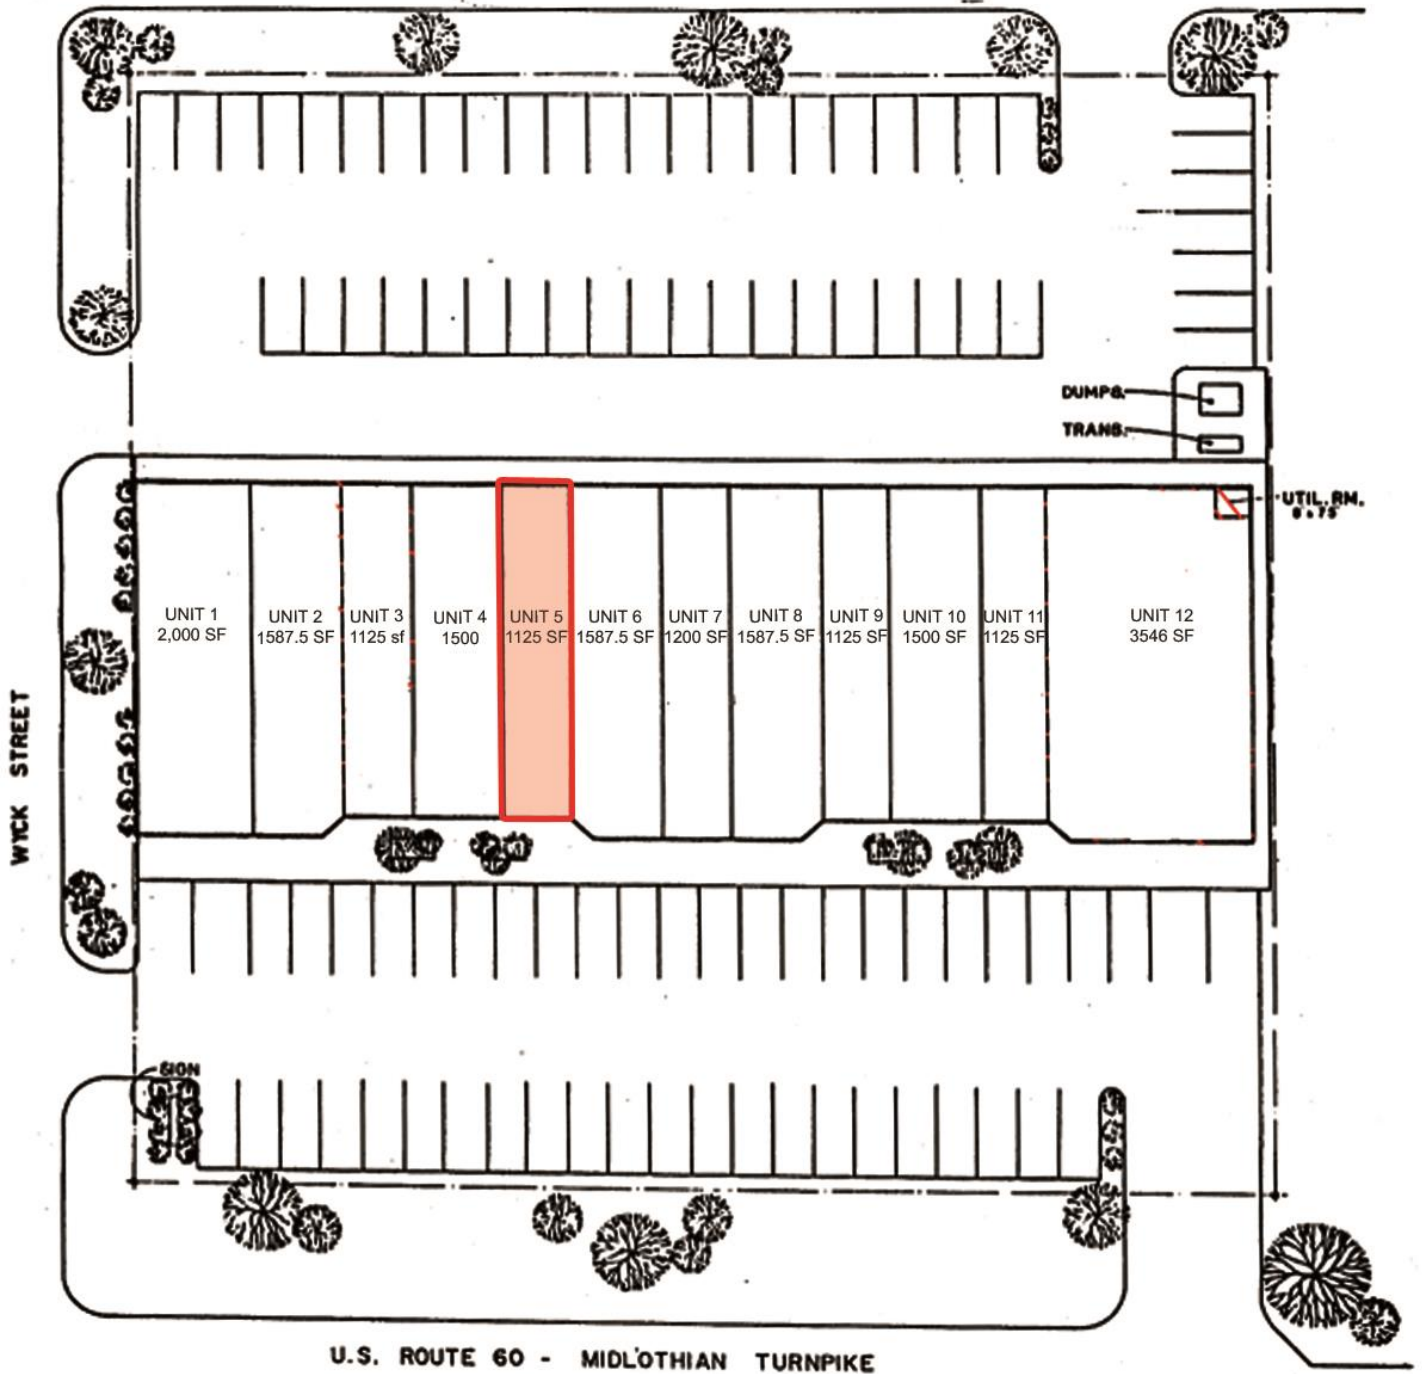 DUMPS.
TRANS.
UTIL. RM.
8 x 7.5
UNIT 1
2,000 SF
UNIT 2
1587.5 SF
UNIT 3
1125 sf
UNIT 4
1500
UNIT 5
1125 SF
UNIT 6
1587.5 SF
UNIT 7
1200 SF
UNIT 8
1587.5 SF
UNIT 9
1125 SF
UNIT 10
1500 SF
UNIT 11
1125 SF
UNIT 12
3546 SF
WYCK STREET
SIGN
U.S. ROUTE 60 - MIDLOTHIAN TURNPIKE